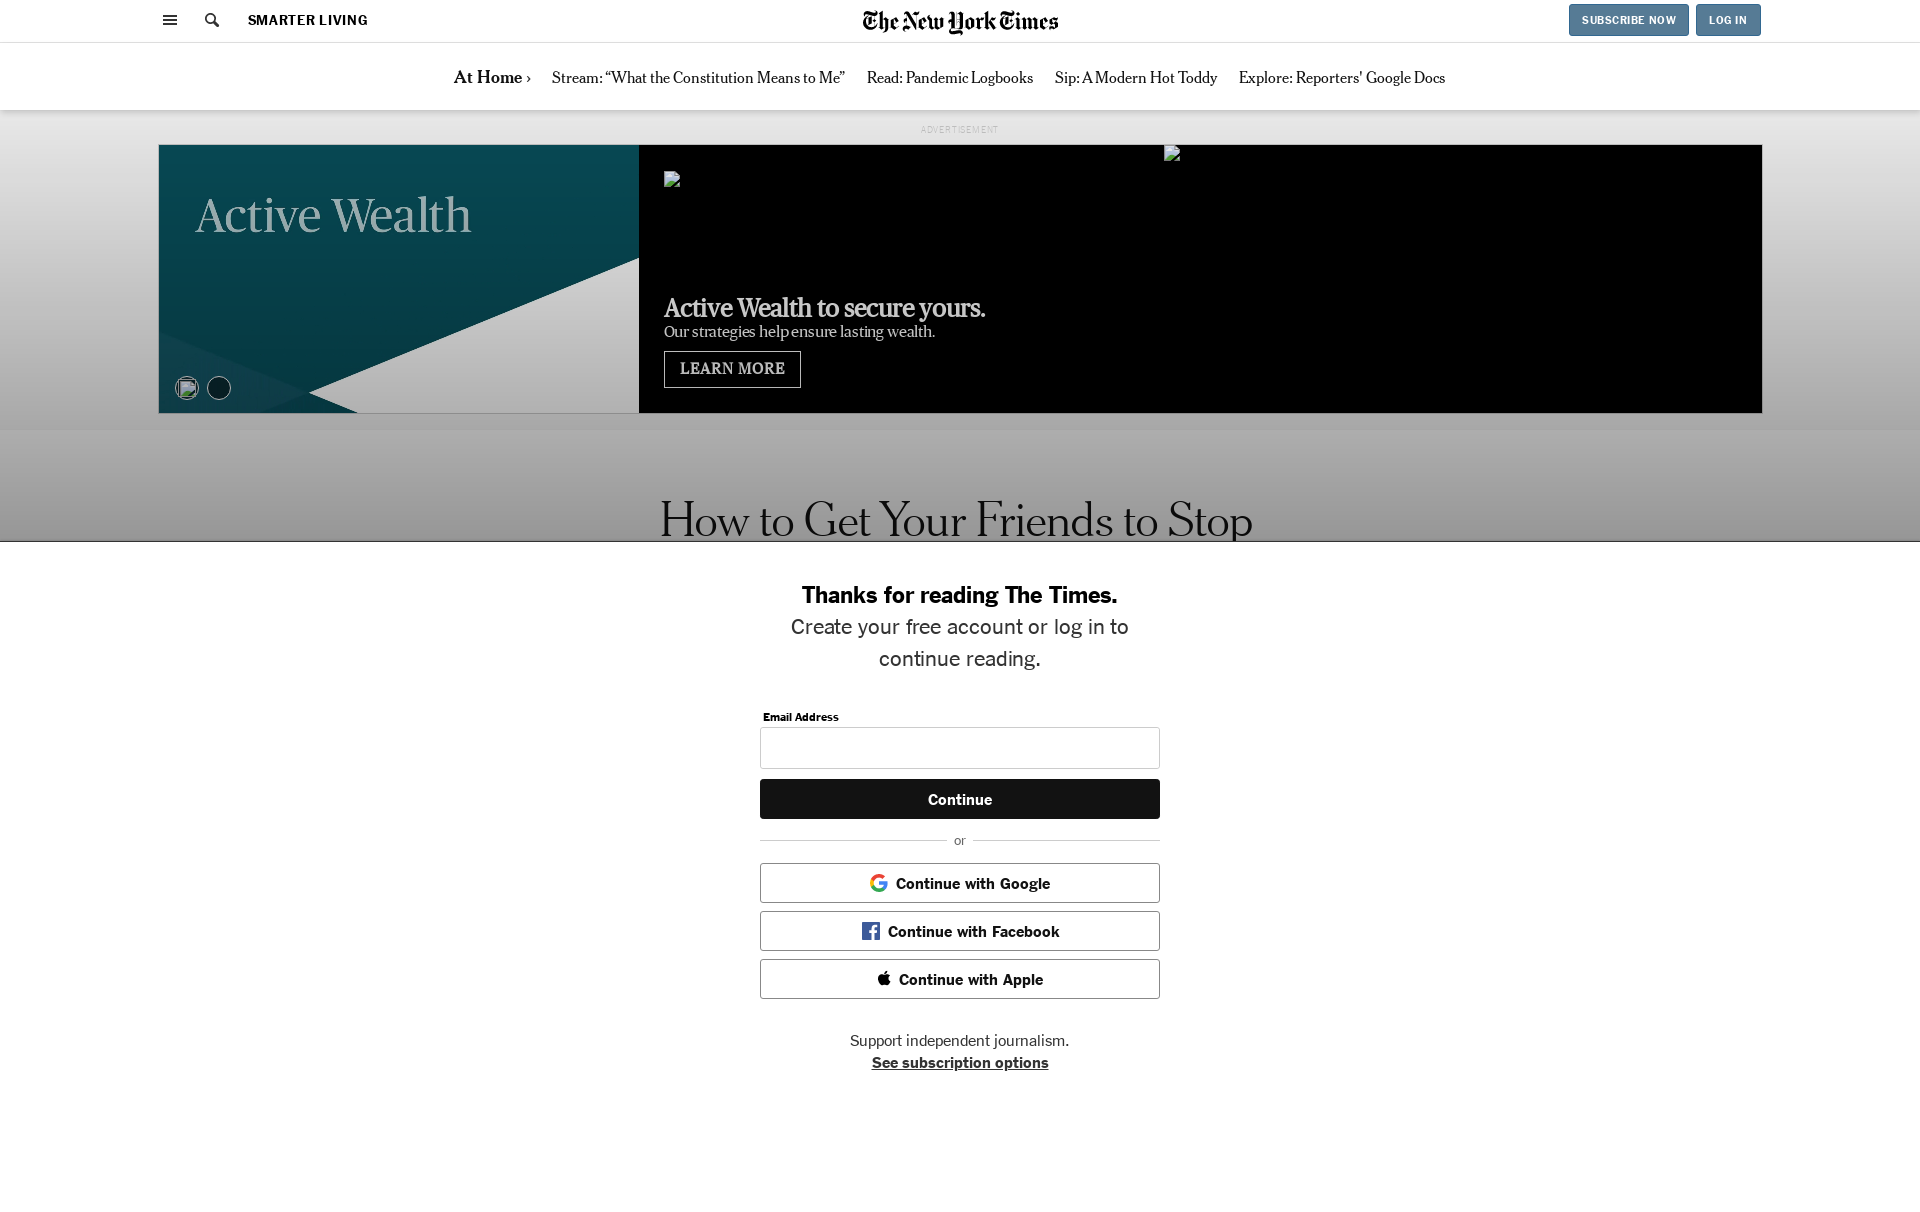 SMARTER LIVING
The New York Times
SUBSCRIBE NOW
LOG IN
At Home ›
Stream: “What the Constitution Means to Me”
Read: Pandemic Logbooks
Sip: A Modern Hot Toddy
Explore: Reporters' Google Docs
ADVERTISEMENT
Active Wealth
Active Wealth to secure yours.
Our strategies help ensure lasting wealth.
LEARN MORE
How to Get Your Friends to Stop
Thanks for reading The Times.
Create your free account or log in to
continue reading.
Email Address
Continue
or
Continue with Google
Continue with Facebook
Continue with Apple
Support independent journalism.
See subscription options